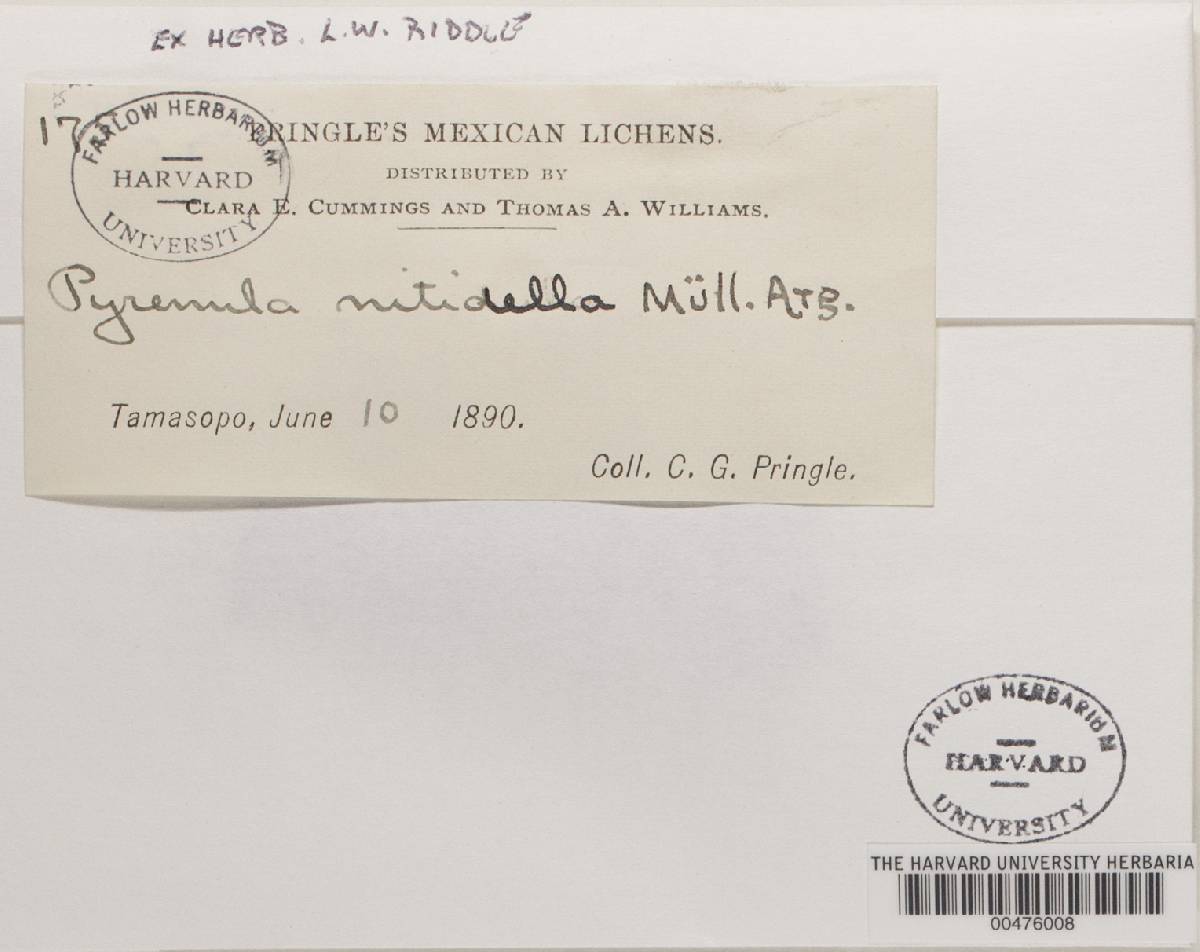 EX HERB. L.W. RIDDLE
PRINGLE'S MEXICAN LICHENS.
DISTRIBUTED BY
CLARA E. CUMMINGS AND THOMAS A. WILLIAMS.
FARLOW HERBARIUM
HARVARD
UNIVERSITY
Pyrenula nitidella Müll. Arg.
Tamasopo, June 10 1890.
Coll. C. G. Pringle.
FARLOW HERBARIUM
HARVARD
UNIVERSITY
THE HARVARD UNIVERSITY HERBARIA
00476008